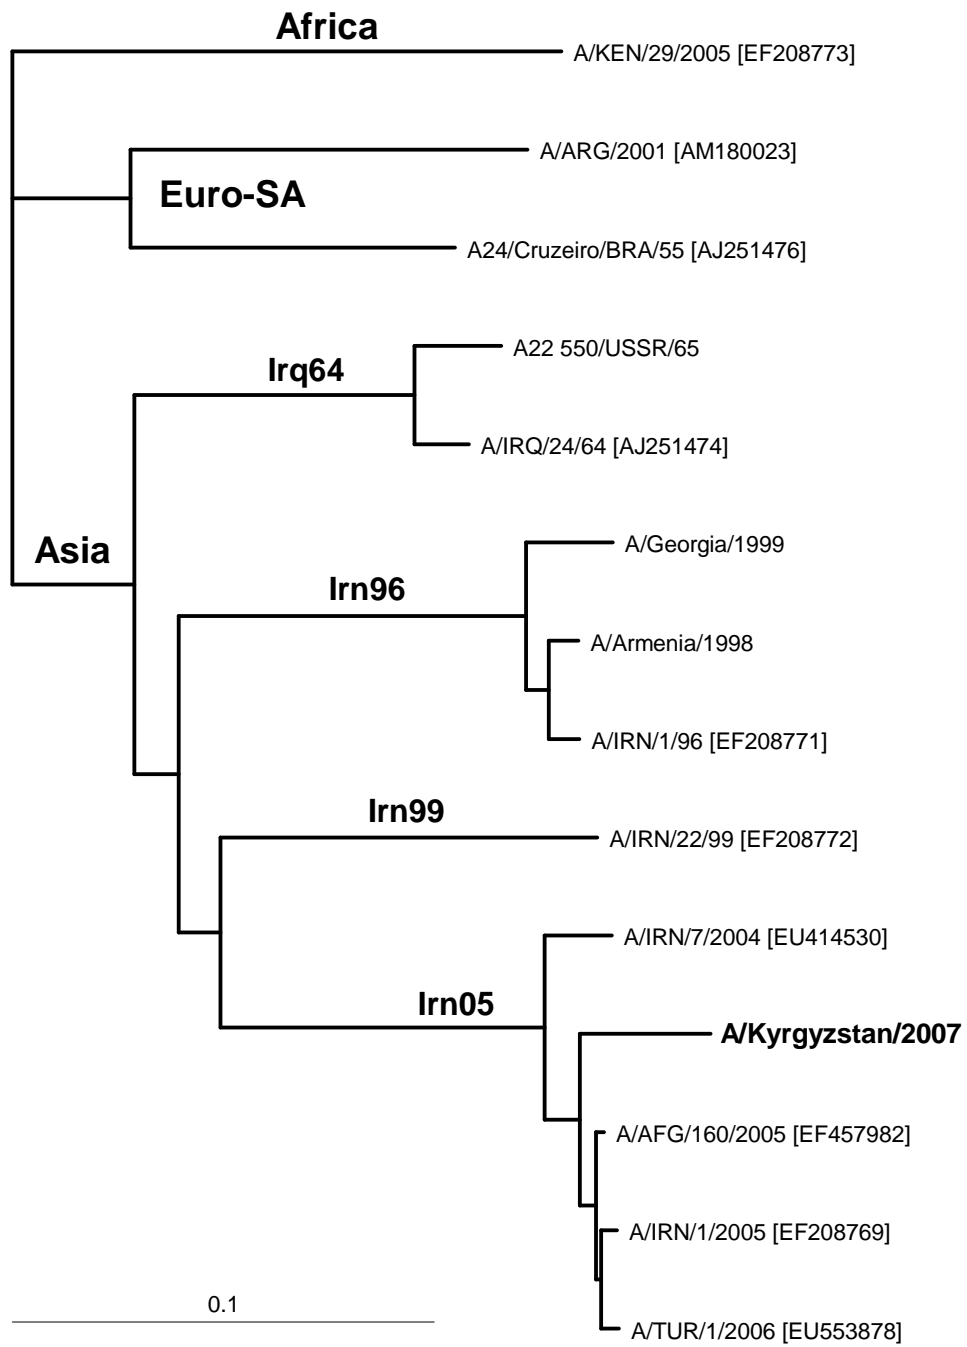 Africa
A/KEN/29/2005 [EF208773]
A/ARG/2001 [AM180023]
Euro-SA
A24/Cruzeiro/BRA/55 [AJ251476]
A22 550/USSR/65
Irq64
A/IRQ/24/64 [AJ251474]
Asia
A/Georgia/1999
Irn96
A/Armenia/1998
A/IRN/1/96 [EF208771]
Irn99
A/IRN/22/99 [EF208772]
A/IRN/7/2004 [EU414530]
Irn05
A/Kyrgyzstan/2007
A/AFG/160/2005 [EF457982]
A/IRN/1/2005 [EF208769]
0.1
A/TUR/1/2006 [EU553878]